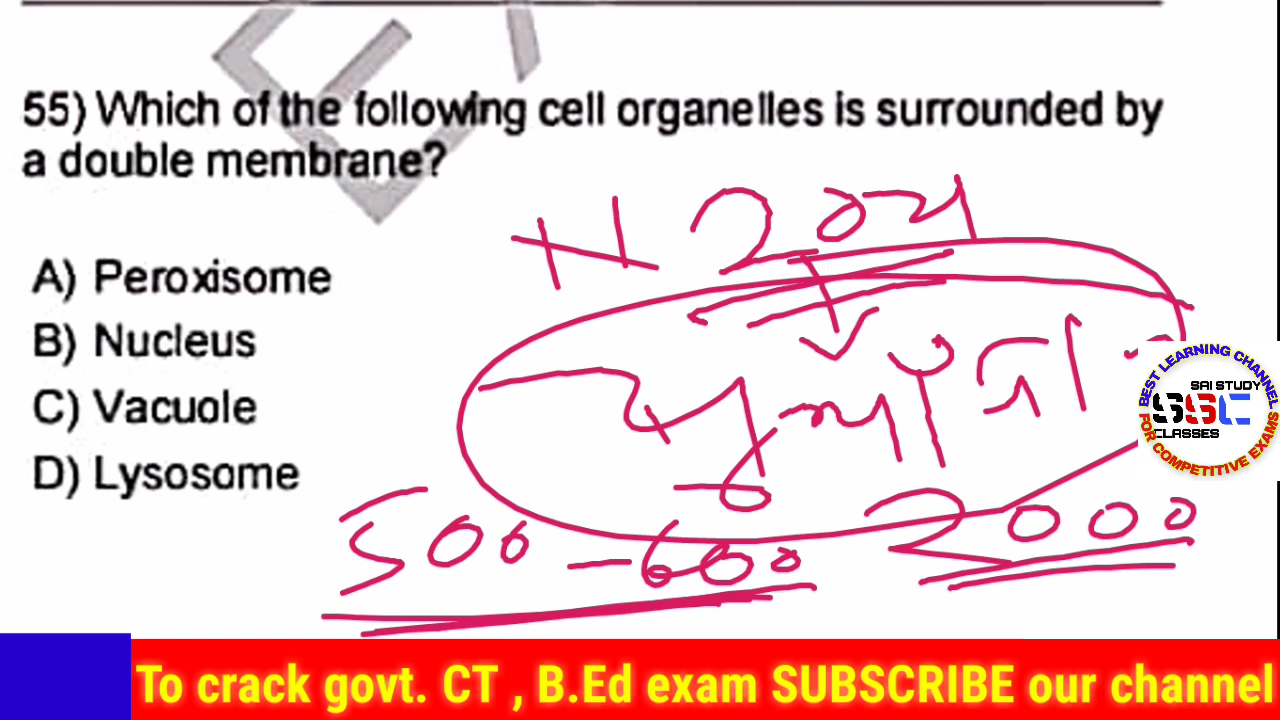 55) Which of the following cell organelles is surrounded by
a double membrane?
A) Peroxisome
B) Nucleus
C) Vacuole
D) Lysosome
500 - 600
2000
BEST LEARNING CHANNEL
SAI STUDY
SSC
CLASSES
FOR COMPETITIVE EXAMS
To crack govt. CT , B.Ed exam SUBSCRIBE our channel